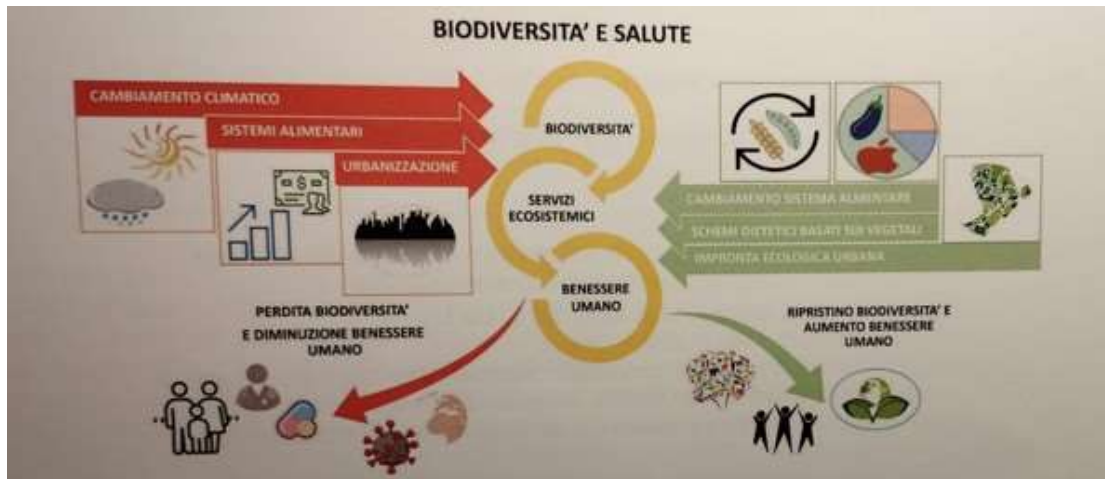 BIODIVERSITA' E SALUTE
CAMBIAMENTO CLIMATICO
SISTEMI ALIMENTARI
URBANIZZAZIONE
BIODIVERSITA'
SERVIZI
ECOSISTEMICI
BENESSERE
UMANO
CAMBIAMENTO SISTEMA ALIMENTARE
SCHEMI DIETETICI BASATI SUI VEGETALI
IMPRONTA ECOLOGICA URBANA
PERDITA BIODIVERSITA'
E DIMINUZIONE BENESSERE
UMANO
RIPRISTINO BIODIVERSITA' E
AUMENTO BENESSERE
UMANO
$